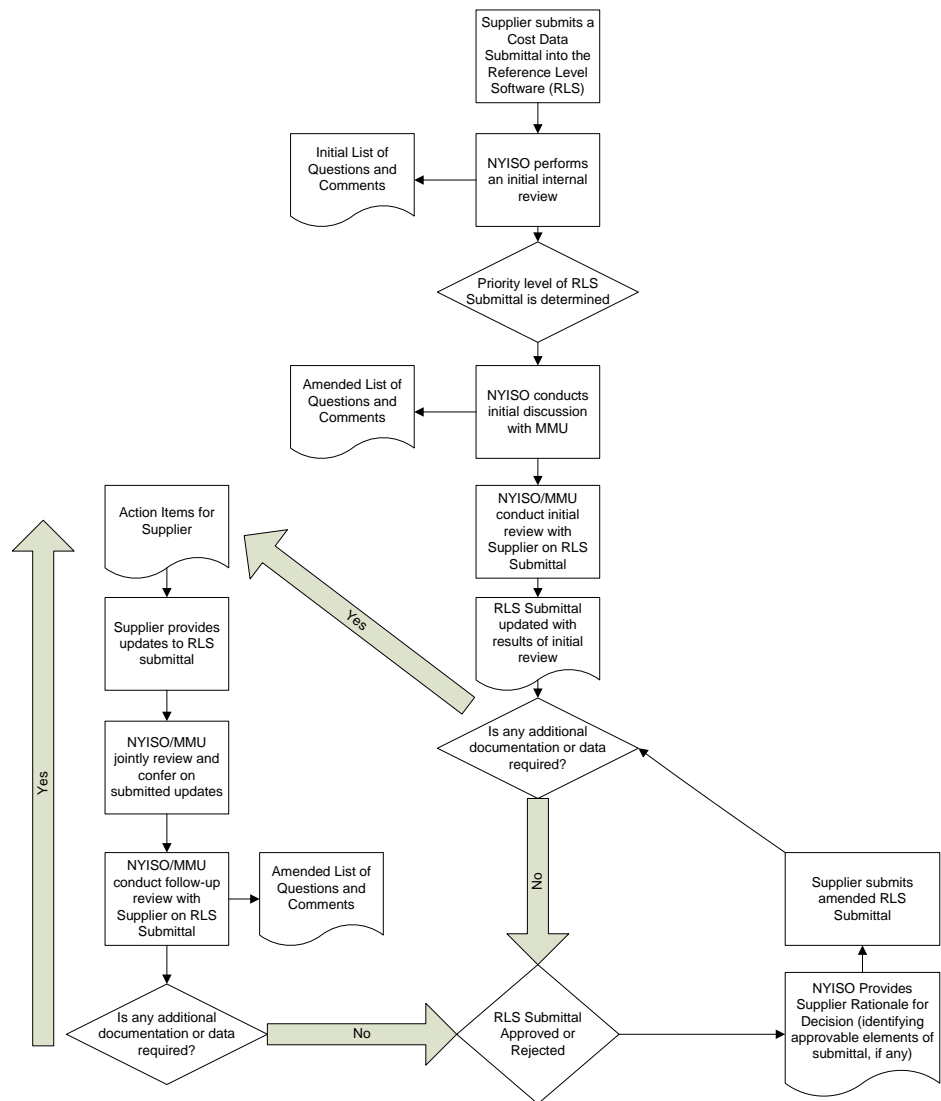 Supplier submits a
Cost Data
Submittal into the
Reference Level
Software (RLS)
Initial List of
Questions and
Comments
NYISO performs
an initial internal
review
Priority level of RLS
Submittal is determined
Amended List of
Questions and
Comments
NYISO conducts
initial discussion
with MMU
NYISO/MMU
conduct initial
review with
Supplier on RLS
Submittal
RLS Submittal
updated with
results of initial
review
Is any additional
documentation or data
required?
Yes
Action Items for
Supplier
Supplier provides
updates to RLS
submittal
NYISO/MMU
jointly review and
confer on
submitted updates
NYISO/MMU
conduct follow-up
review with
Supplier on RLS
Submittal
Amended List of
Questions and
Comments
Is any additional
documentation or data
required?
Yes
No
No
RLS Submittal
Approved or
Rejected
NYISO Provides
Supplier Rationale for
Decision (identifying
approvable elements of
submittal, if any)
Supplier submits
amended RLS
Submittal